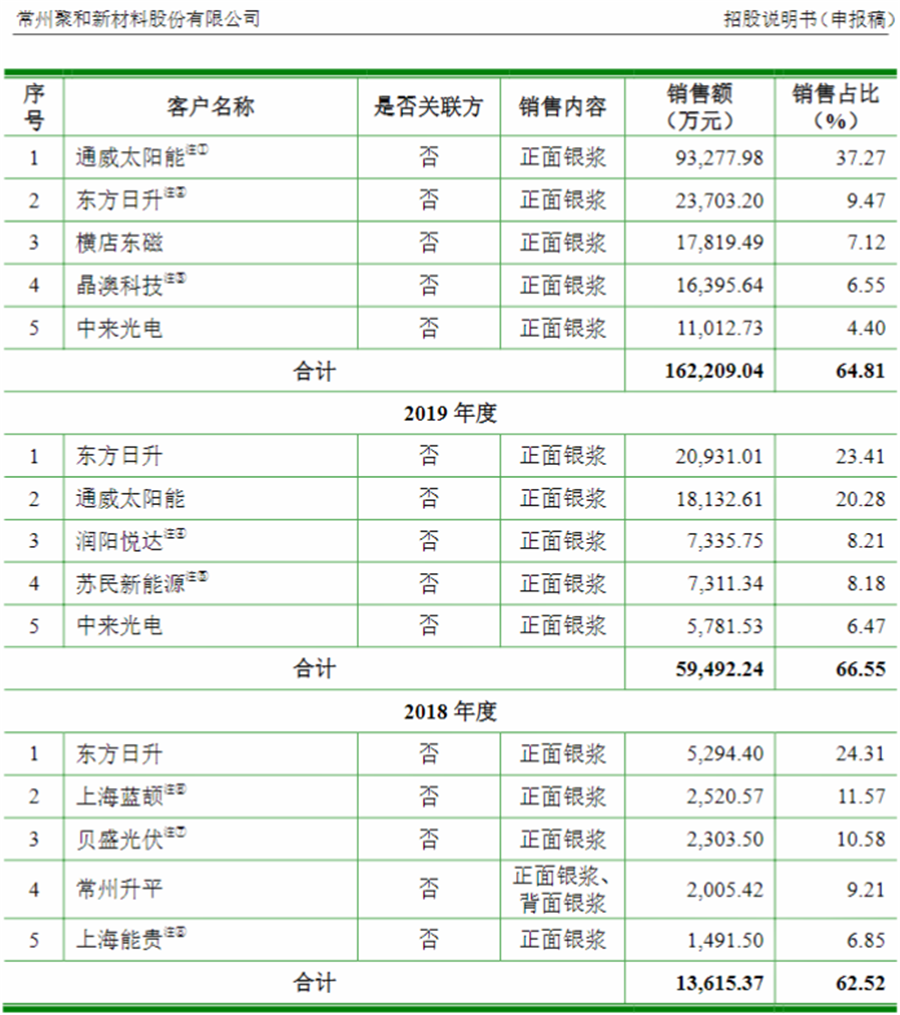 常州聚和新材料股份有限公司 招股说明书(申报稿)
序号 客户名称 是否关联方 销售内容 销售额(万元) 销售占比(%)
1 通威太阳能注① 否 正面银浆 93,277.98 37.27
2 东方日升注② 否 正面银浆 23,703.20 9.47
3 横店东磁 否 正面银浆 17,819.49 7.12
4 晶澳科技注③ 否 正面银浆 16,395.64 6.55
5 中来光电 否 正面银浆 11,012.73 4.40
合计 162,209.04 64.81
2019 年度
1 东方日升 否 正面银浆 20,931.01 23.41
2 通威太阳能 否 正面银浆 18,132.61 20.28
3 润阳悦达注 否 正面银浆 7,335.75 8.21
4 苏民新能源注 否 正面银浆 7,311.34 8.18
5 中来光电 否 正面银浆 5,781.53 6.47
合计 59,492.24 66.55
2018 年度
1 东方日升 否 正面银浆 5,294.40 24.31
2 上海蓝颉注 否 正面银浆 2,520.57 11.57
3 贝盛光伏注 否 正面银浆 2,303.50 10.58
4 常州升平 否 正面银浆、背面银浆 2,005.42 9.21
5 上海能贵注 否 正面银浆 1,491.50 6.85
合计 13,615.37 62.52